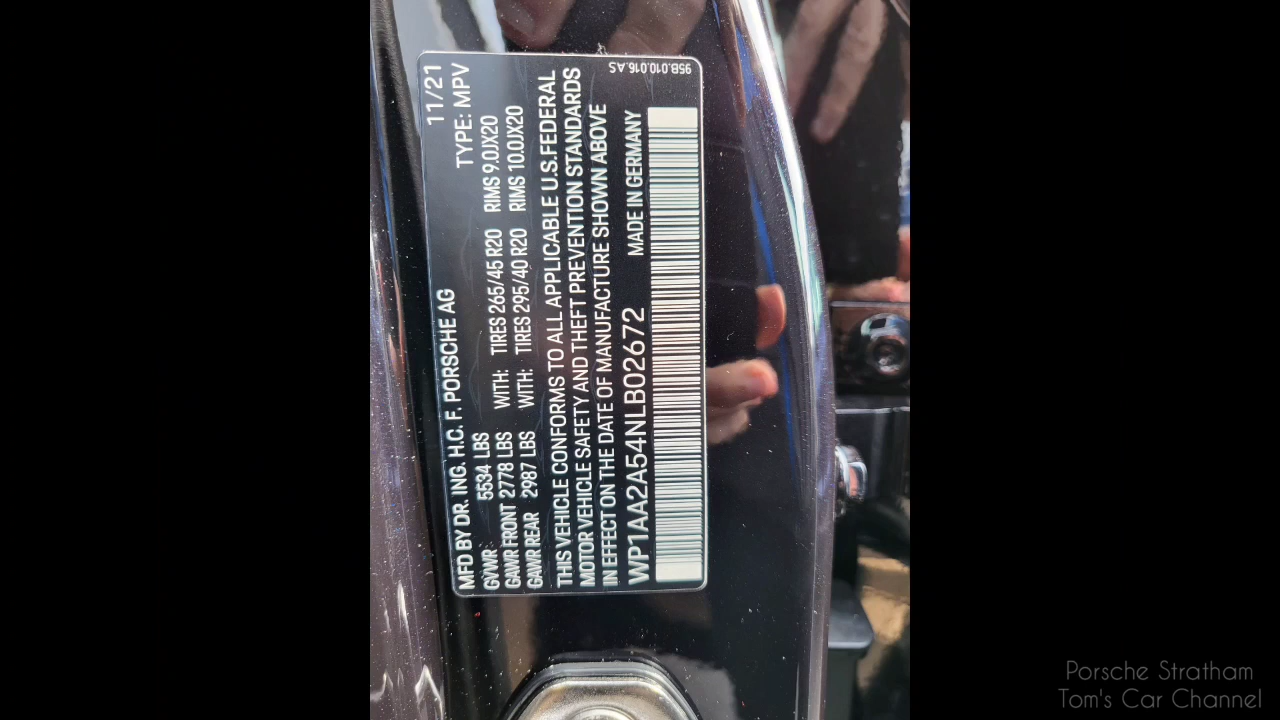 MFD BY DR. ING. H.C. F. PORSCHE AG 11/21
GVWR 5534 LBS TYPE: MPV
GAWR FRONT 2778 LBS WITH: TIRES 265/45 R20 RIMS 9.0JX20
GAWR REAR 2987 LBS WITH: TIRES 295/40 R20 RIMS 10.0JX20
THIS VEHICLE CONFORMS TO ALL APPLICABLE U.S.FEDERAL
MOTOR VEHICLE SAFETY AND THEFT PREVENTION STANDARDS
IN EFFECT ON THE DATE OF MANUFACTURE SHOWN ABOVE
WP1AA2A54NLB02672 MADE IN GERMANY
95B.010.016.AS
Porsche Stratham
Tom's Car Channel